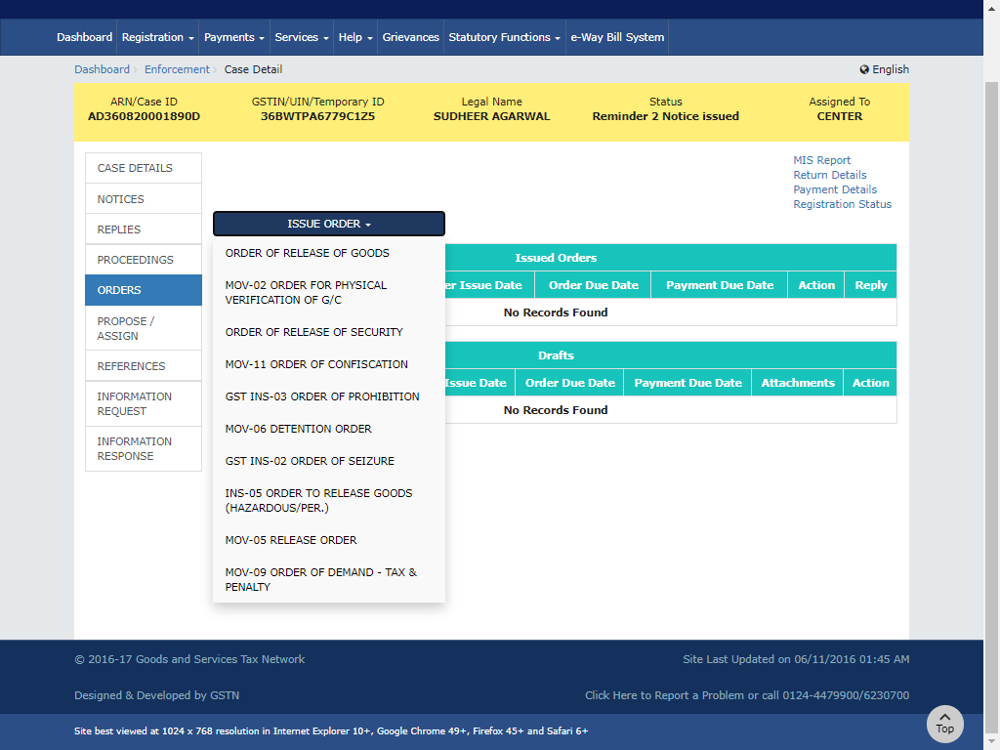 Dashboard Registration Payments Services Help Grievances Statutory Functions e-Way Bill System
Dashboard Enforcement Case Detail English
ARN/Case ID GSTIN/UIN/Temporary ID Legal Name Status Assigned To
AD360820001890D 36BWTPA6779C1Z5 SUDHEER AGARWAL Reminder 2 Notice issued CENTER
CASE DETAILS
NOTICES
REPLIES
PROCEEDINGS
ORDERS
PROPOSE /
ASSIGN
REFERENCES
INFORMATION
REQUEST
INFORMATION
RESPONSE
MIS Report
Return Details
Payment Details
Registration Status
ISSUE ORDER
ORDER OF RELEASE OF GOODS
MOV-02 ORDER FOR PHYSICAL
VERIFICATION OF G/C
ORDER OF RELEASE OF SECURITY
MOV-11 ORDER OF CONFISCATION
GST INS-03 ORDER OF PROHIBITION
MOV-06 DETENTION ORDER
GST INS-02 ORDER OF SEIZURE
INS-05 ORDER TO RELEASE GOODS
(HAZARDOUS/PER.)
MOV-05 RELEASE ORDER
MOV-09 ORDER OF DEMAND - TAX &
PENALTY
Issued Orders
er Issue Date Order Due Date Payment Due Date Action Reply
No Records Found
Drafts
Issue Date Order Due Date Payment Due Date Attachments Action
No Records Found
© 2016-17 Goods and Services Tax Network Site Last Updated on 06/11/2016 01:45 AM
Designed & Developed by GSTN Click Here to Report a Problem or call 0124-4479900/6230700
Site best viewed at 1024 x 768 resolution in Internet Explorer 10+, Google Chrome 49+, Firefox 45+ and Safari 6+
Top